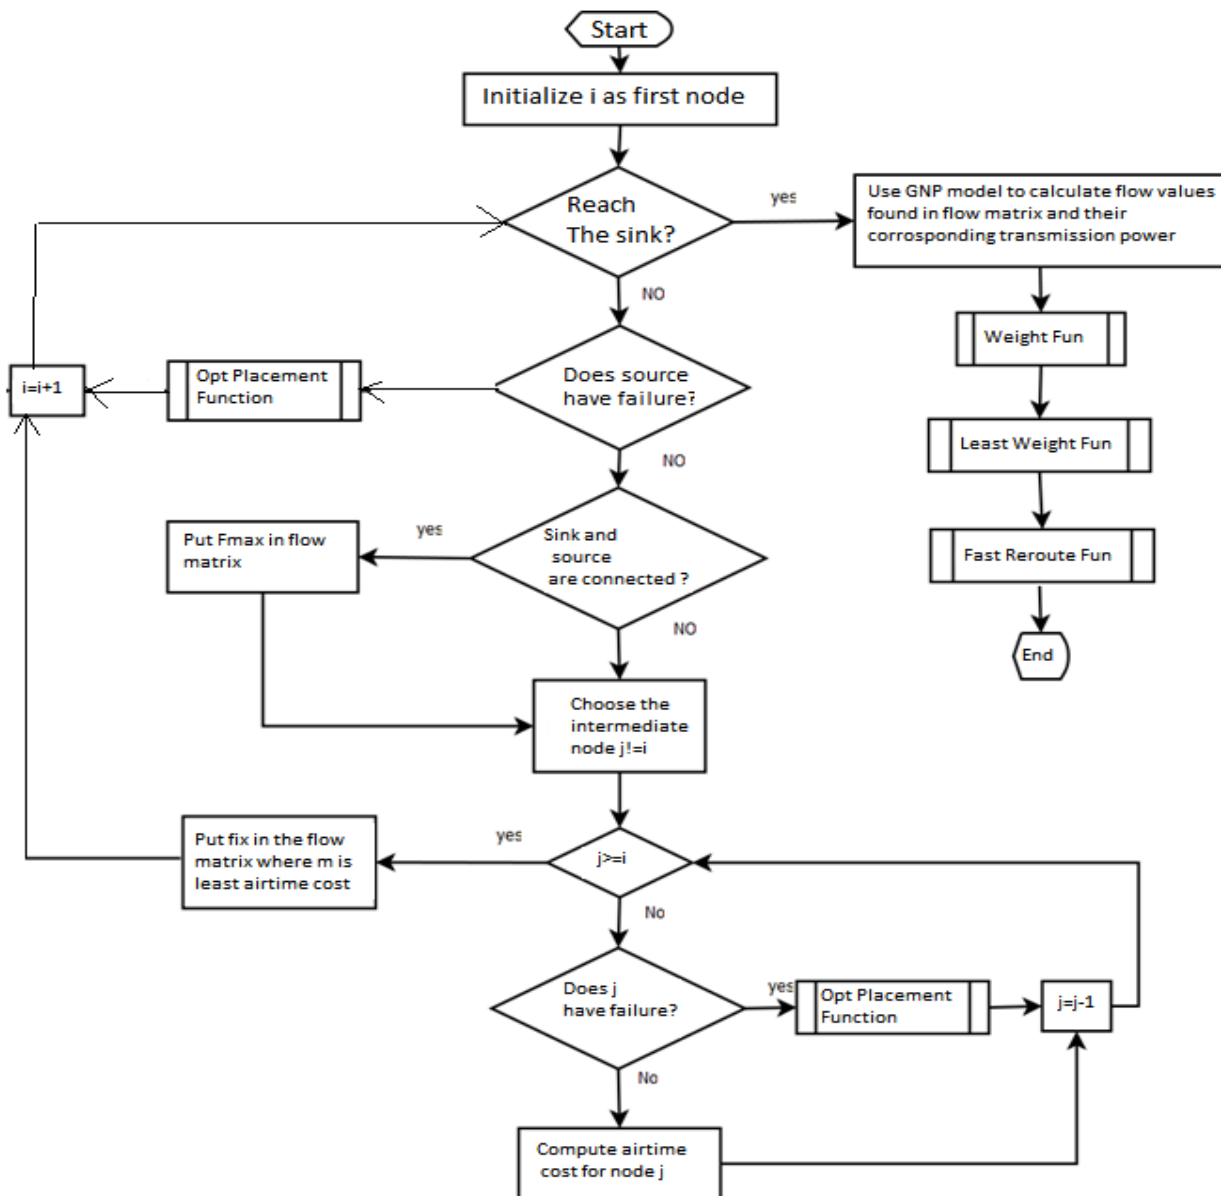 Start
Initialize i as first node
Reach
The sink?
yes
Use GNP model to calculate flow values
found in flow matrix and their
corrosponding transmission power
NO
Weight Fun
i=i+1
Opt Placement
Function
Does source
have failure?
Least Weight Fun
NO
Put Fmax in flow
matrix
yes
Sink and
source
are connected ?
Fast Reroute Fun
NO
End
Choose the
intermediate
node j!=i
Put fix in the flow
matrix where m is
least airtime cost
yes
j>=i
No
Does j
have failure?
yes
Opt Placement
Function
j=j-1
No
Compute airtime
cost for node j